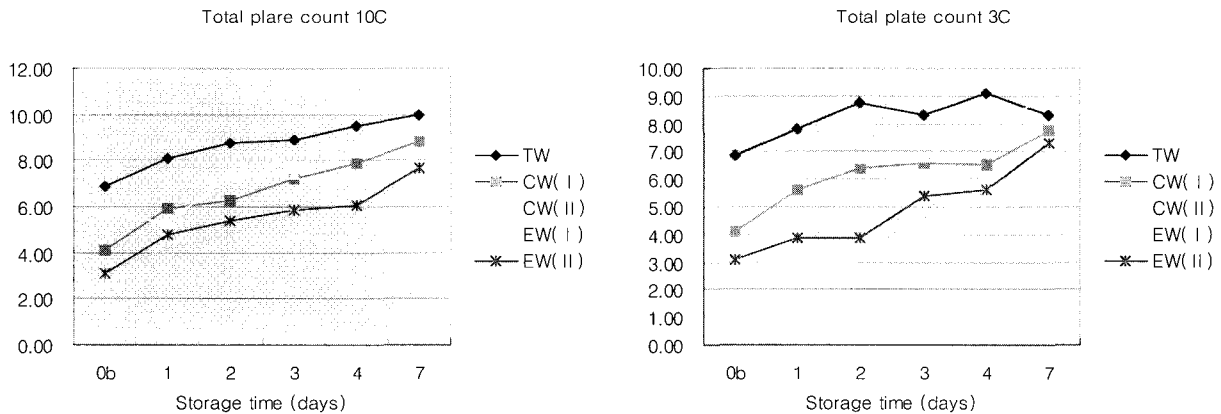 Total plare count 10C
12.00
10.00
8.00
6.00
4.00
2.00
0.00
0b 1 2 3 4 7
Storage time (days)
TW
CW( I )
CW( II )
EW( I )
EW( II )
Total plate count 3C
10.00
9.00
8.00
7.00
6.00
5.00
4.00
3.00
2.00
1.00
0.00
0b 1 2 3 4 7
Storage time (days)
TW
CW( I )
CW( II )
EW( I )
EW( Ii )